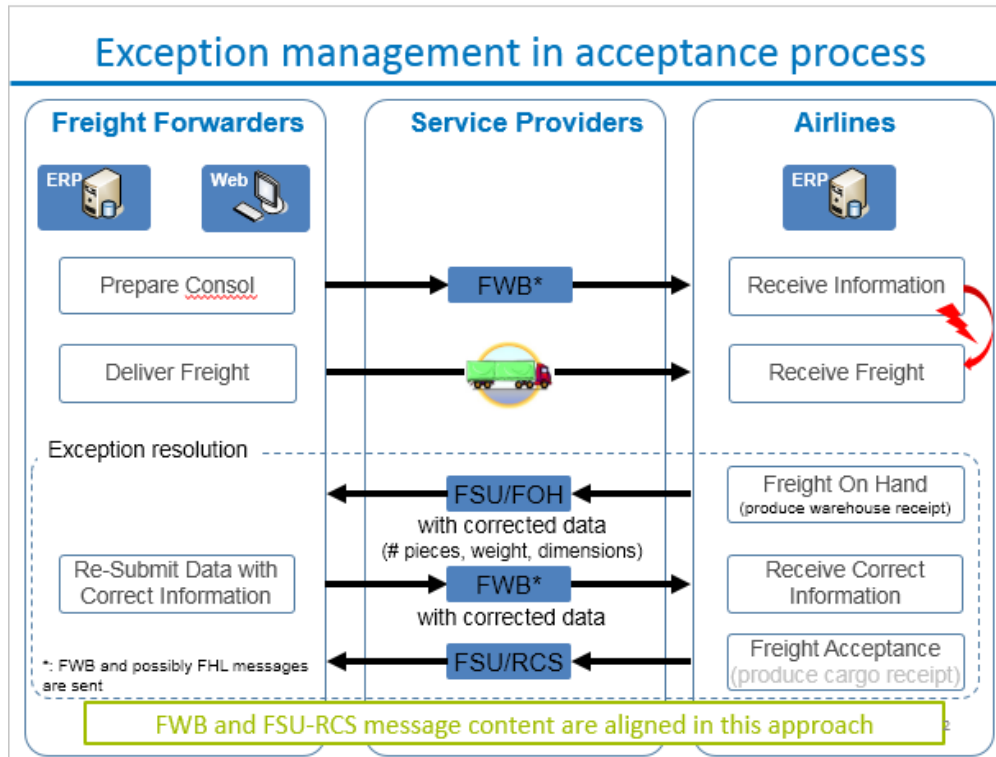 Exception management in acceptance process
Freight Forwarders
Service Providers
Airlines
ERP
Web
ERP
Prepare Consol
FWB*
Receive Information
Deliver Freight
Receive Freight
Exception resolution
FSU/FOH
with corrected data
(# pieces, weight, dimensions)
Freight On Hand
(produce warehouse receipt)
Re-Submit Data with
Correct Information
FWB*
with corrected data
Receive Correct
Information
*: FWB and possibly FHL messages
are sent
FSU/RCS
Freight Acceptance
(produce cargo receipt)
FWB and FSU-RCS message content are aligned in this approach
2